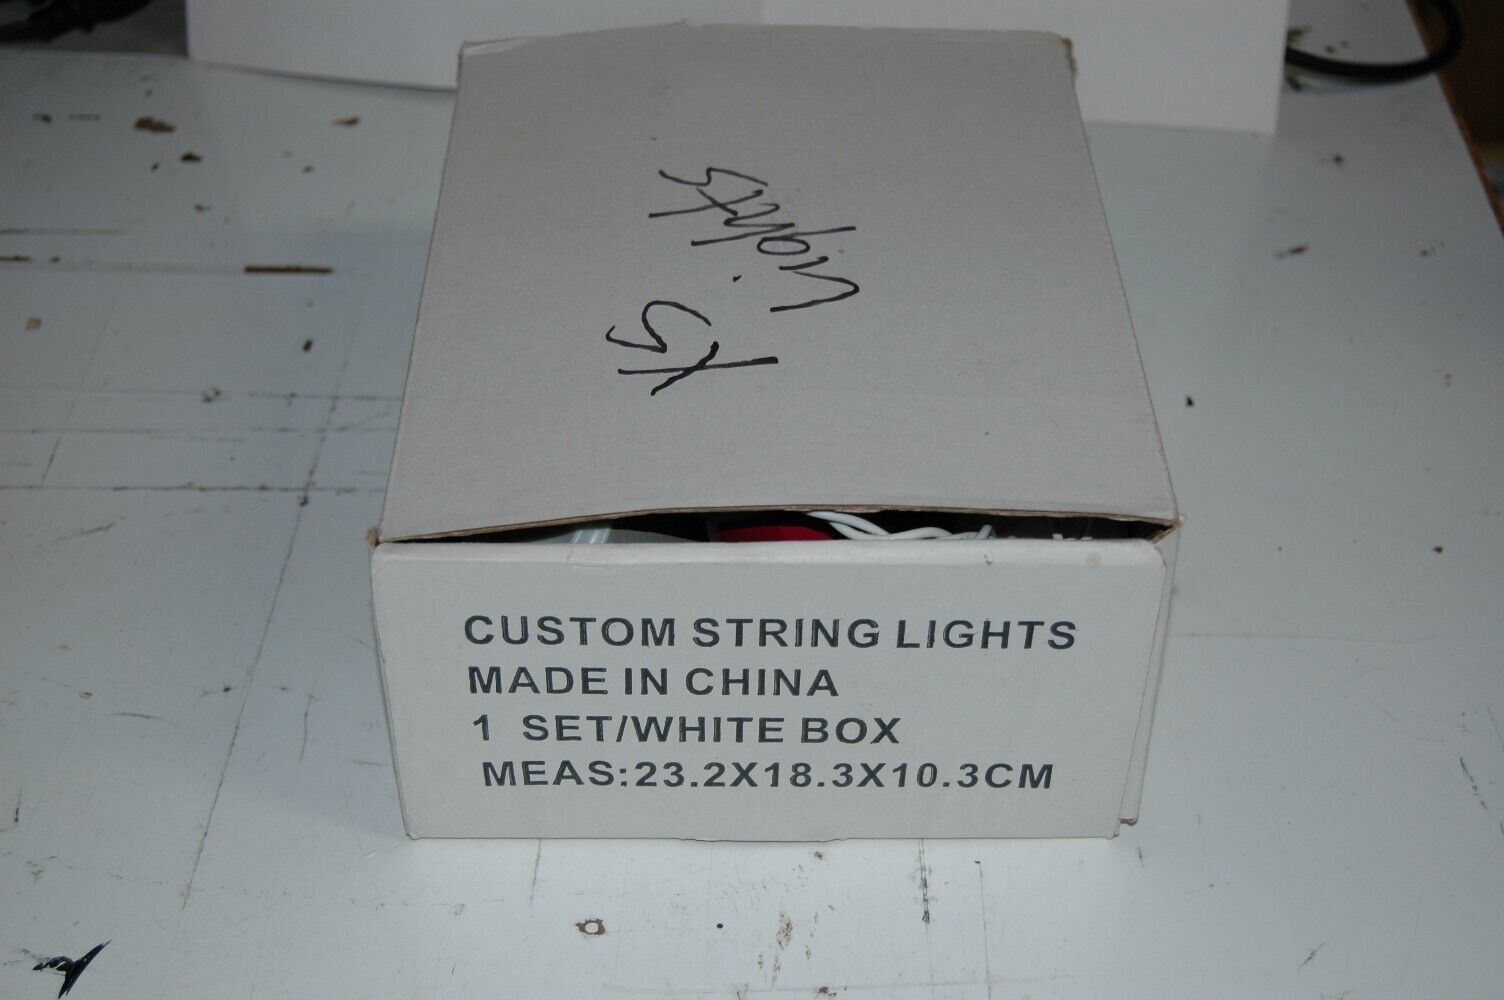 Lights
CUSTOM STRING LIGHTS
MADE IN CHINA
1 SET/WHITE BOX
MEAS:23.2X18.3X10.3CM